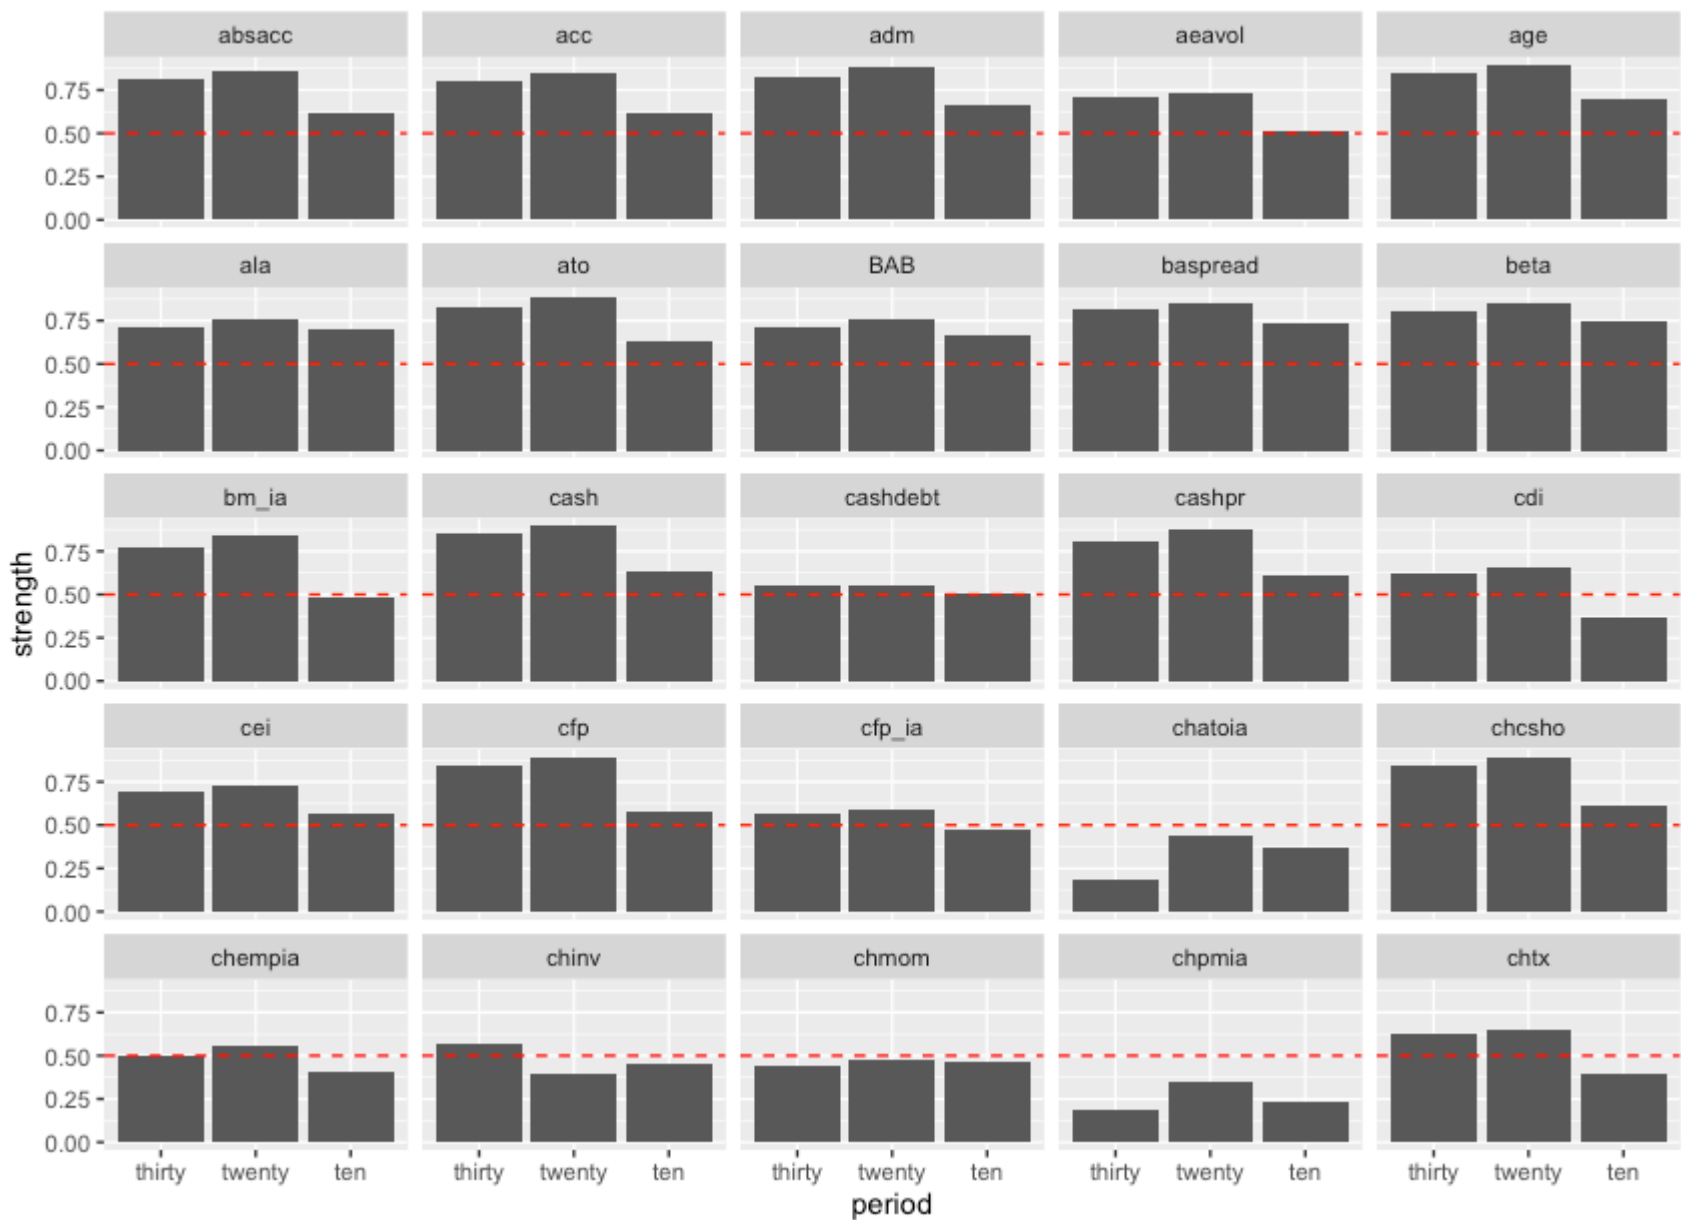 absacc acc adm aeavol age
0.75
0.50
0.25
0.00
ala ato BAB baspread beta
0.75
0.50
0.25
0.00
bm_ia cash cashdebt cashpr cdi
0.75
0.50
0.25
0.00
strength
cei cfp cfp_ia chatoia chcsho
0.75
0.50
0.25
0.00
chempia chinv chmom chpmia chtx
0.75
0.50
0.25
0.00
thirty twenty ten thirty twenty ten thirty twenty ten thirty twenty ten thirty twenty ten
period